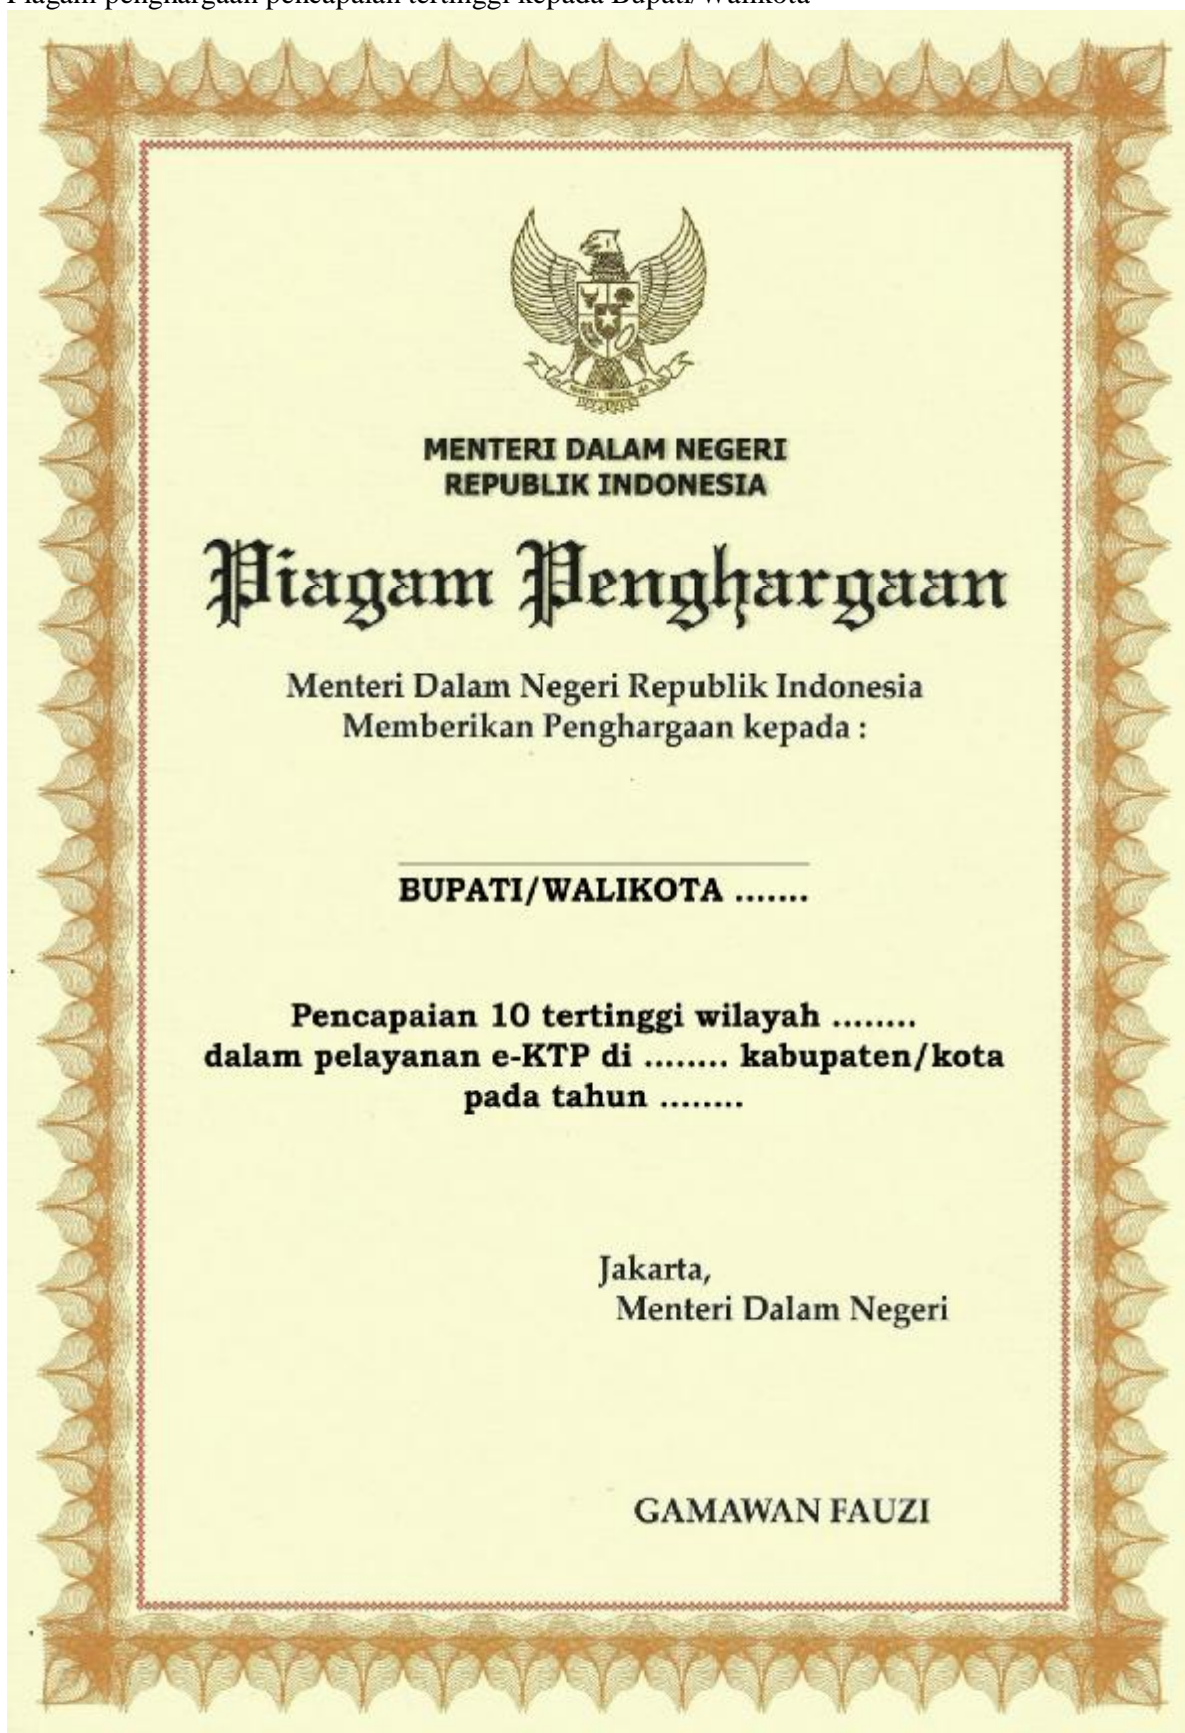 Piagam penghargaan pencapaian tertinggi kepada Bupati/Walikota
MENTERI DALAM NEGERI
REPUBLIK INDONESIA
Piagam Penghargaan
Menteri Dalam Negeri Republik Indonesia
Memberikan Penghargaan kepada :
BUPATI/WALIKOTA .......
Pencapaian 10 tertinggi wilayah ........
dalam pelayanan e-KTP di ........ kabupaten/kota
pada tahun ........
Jakarta,
Menteri Dalam Negeri
GAMAWAN FAUZI